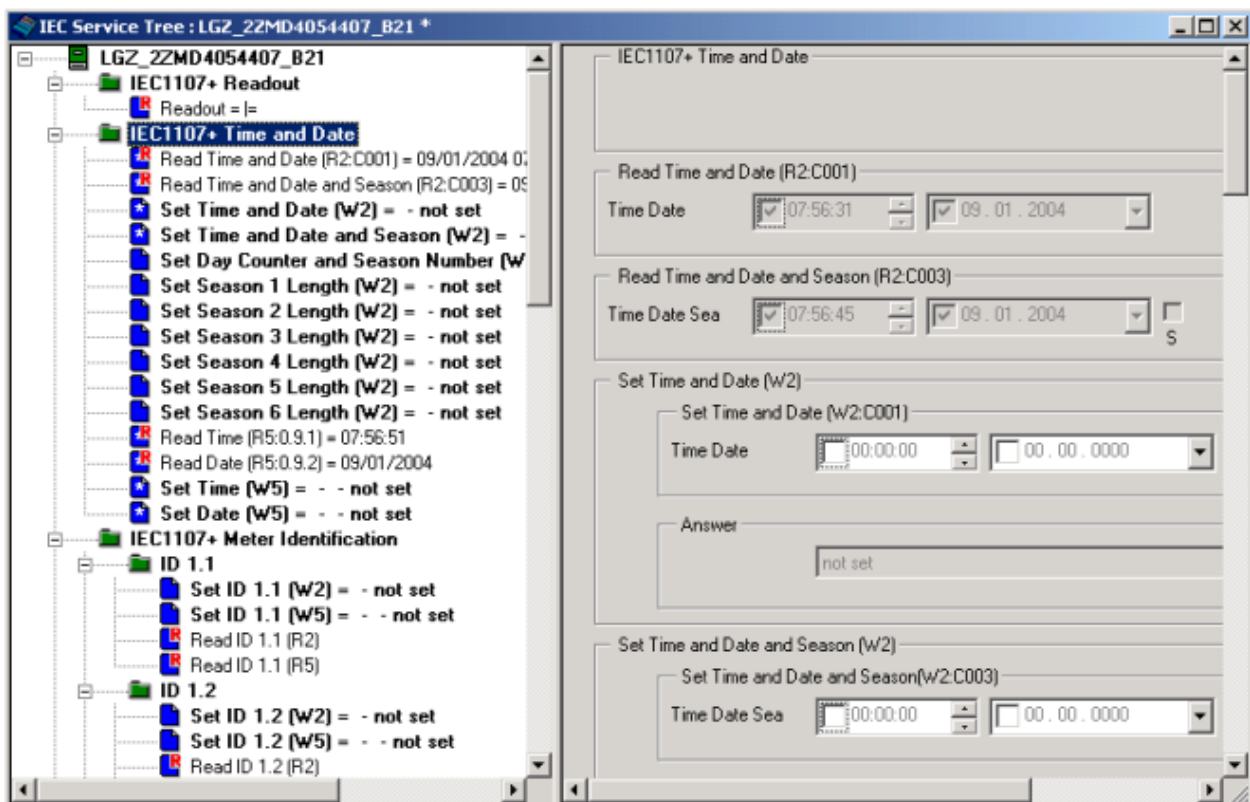 IEC Service Tree : LGZ_2ZMD4054407_B21 *
LGZ_2ZMD4054407_B21
IEC1107+ Readout
Readout = |=
IEC1107+ Time and Date
Read Time and Date (R2:C001) = 09/01/2004 07
Read Time and Date and Season (R2:C003) = 09
Set Time and Date (W2) =  - not set
Set Time and Date and Season (W2) =  -
Set Day Counter and Season Number (W
Set Season 1 Length (W2) =  - not set
Set Season 2 Length (W2) =  - not set
Set Season 3 Length (W2) =  - not set
Set Season 4 Length (W2) =  - not set
Set Season 5 Length (W2) =  - not set
Set Season 6 Length (W2) =  - not set
Read Time (R5:0.9.1) = 07:56:51
Read Date (R5:0.9.2) = 09/01/2004
Set Time (W5) =  -  - not set
Set Date (W5) =  -  - not set
IEC1107+ Meter Identification
ID 1.1
Set ID 1.1 (W2) =  - not set
Set ID 1.1 (W5) =  -  - not set
Read ID 1.1 (R2)
Read ID 1.1 (R5)
ID 1.2
Set ID 1.2 (W2) =  - not set
Set ID 1.2 (W5) =  -  - not set
Read ID 1.2 (R2)
IEC1107+ Time and Date
Read Time and Date (R2:C001)
Time Date 07:56:31 09 . 01 . 2004
Read Time and Date and Season (R2:C003)
Time Date Sea 07:56:45 09 . 01 . 2004
S
Set Time and Date (W2)
Set Time and Date (W2:C001)
Time Date 00:00:00 00 . 00 . 0000
Answer
not set
Set Time and Date and Season (W2)
Set Time and Date and Season(W2:C003)
Time Date Sea 00:00:00 00 . 00 . 0000